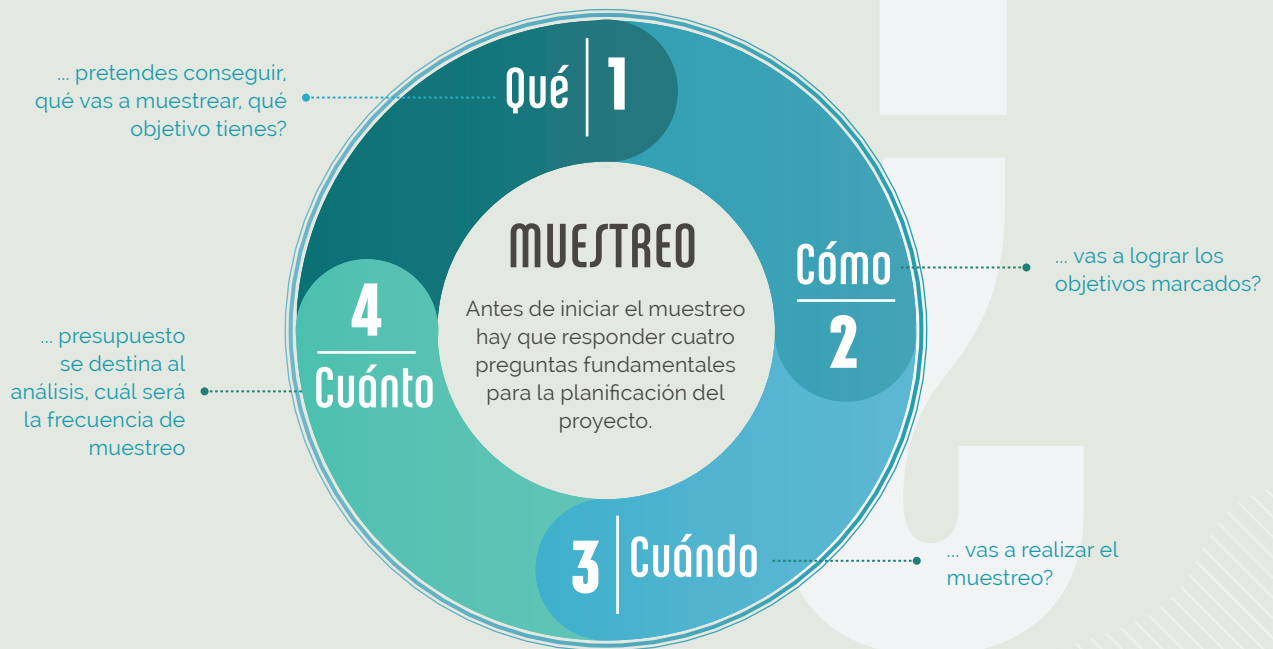 Qué 1
... pretendes conseguir,
qué vas a muestrear, qué
objetivo tienes?
Cómo
2
... vas a lograr los
objetivos marcados?
3 Cuándo
... vas a realizar el
muestreo?
4
Cuánto
... presupuesto
se destina al
análisis, cuál será
la frecuencia de
muestreo
MUESTREO
Antes de iniciar el muestreo
hay que responder cuatro
preguntas fundamentales
para la planificación del
proyecto.
¿